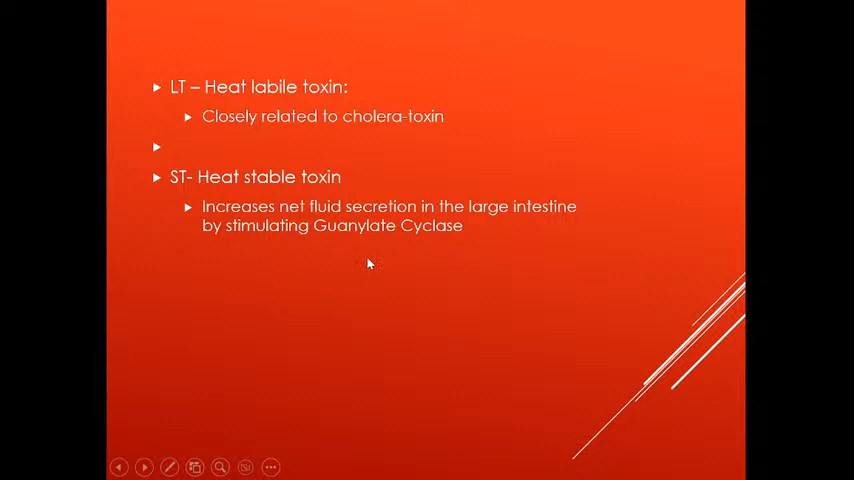 LT – Heat labile toxin:
Closely related to cholera-toxin
ST- Heat stable toxin
Increases net fluid secretion in the large intestine
by stimulating Guanylate Cyclase